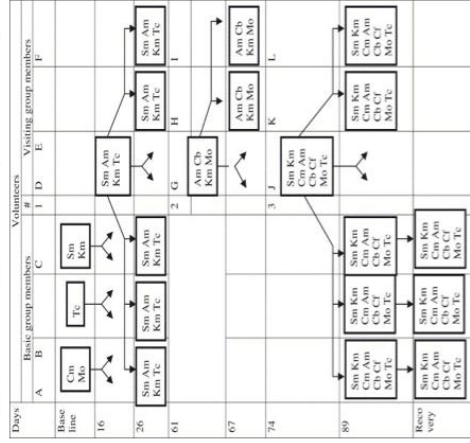 Days
Volunteers
Basic group members
#
Visiting group members
A
B
C
1
D
E
F
Base
line
Cm
Mo
Tc
Sm
Km
16
Sm Am
Km Tc
26
Sm Am
Km Tc
Sm Am
Km Tc
Sm Am
Km Tc
Sm Am
Km Tc
Sm Am
Km Tc
61
2
G
H
I
Am Cb
Km Mo
67
Am Cb
Km Mo
Am Cb
Km Mo
74
3
J
K
L
Sm Km
Cm Am
Cb Cf
Mo Tc
89
Sm Km
Cm Am
Cb Cf
Mo Tc
Sm Km
Cm Am
Cb Cf
Mo Tc
Sm Km
Cm Am
Cb Cf
Mo Tc
Sm Km
Cm Am
Cb Cf
Mo Tc
Sm Km
Cm Am
Cb Cf
Mo Tc
Reco
very
Sm Km
Cm Am
Cb Cf
Mo Tc
Sm Km
Cm Am
Cb Cf
Mo Tc
Sm Km
Cm Am
Cb Cf
Mo Tc